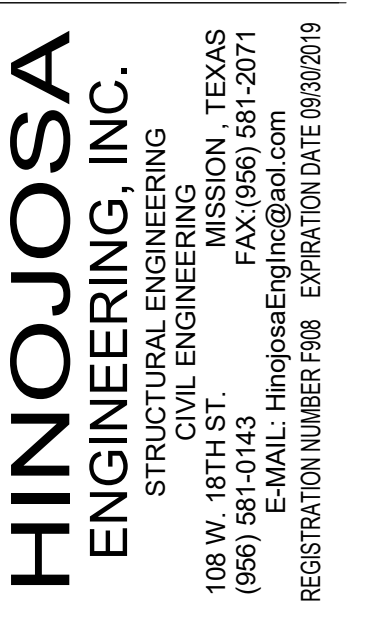 HINOJOSA
ENGINEERING, INC.
STRUCTURAL ENGINEERING
CIVIL ENGINEERING
108 W. 18TH ST. MISSION , TEXAS
(956) 581-0143 FAX:(956) 581-2071
E-MAIL: HinojosaEngInc@aol.com
REGISTRATION NUMBER F908 EXPIRATION DATE 09/30/2019